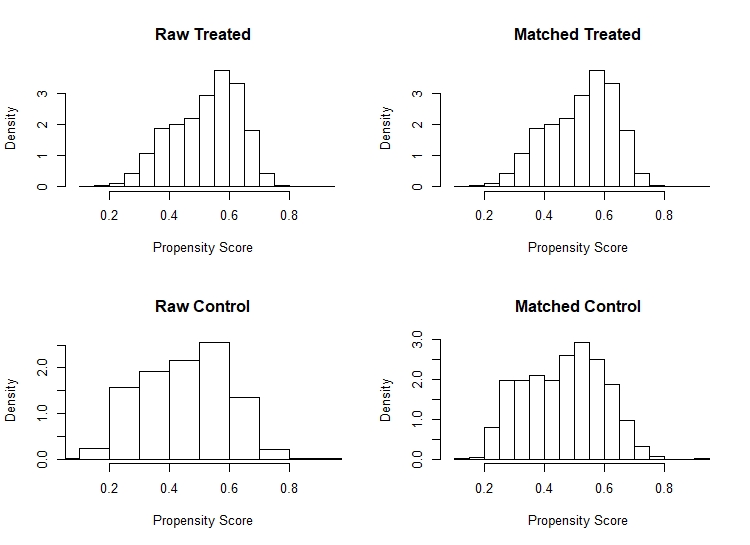 Raw Treated
Density
0 1 2 3
0.2 0.4 0.6 0.8
Propensity Score
Matched Treated
Density
0 1 2 3
0.2 0.4 0.6 0.8
Propensity Score
Raw Control
Density
0.0 1.0 2.0
0.2 0.4 0.6 0.8
Propensity Score
Matched Control
Density
0.0 1.0 2.0 3.0
0.2 0.4 0.6 0.8
Propensity Score